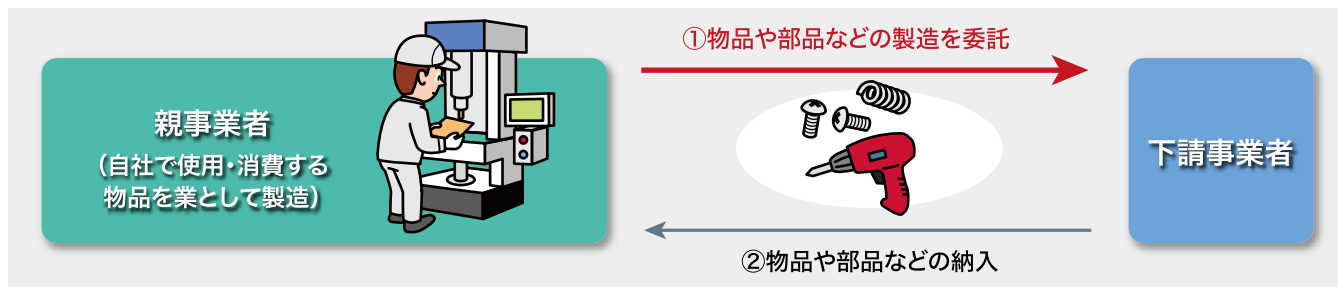 ①物品や部品などの製造を委託
親事業者
（自社で使用・消費する
物品を業として製造）
下請事業者
②物品や部品などの納入